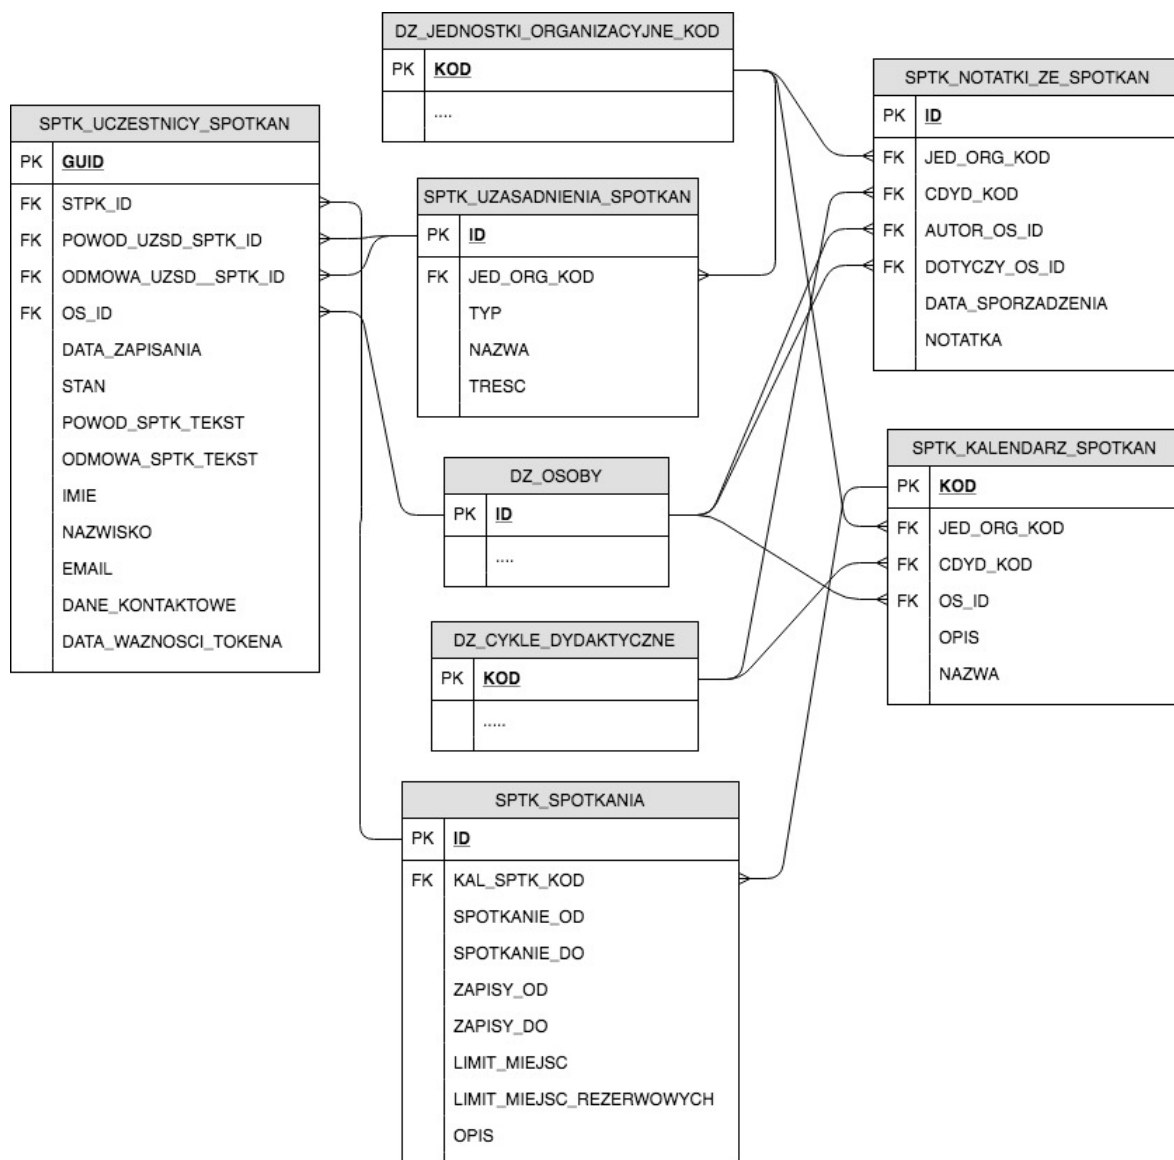 DZ_JEDNOSTKI_ORGANIZACYJNE_KOD
PK KOD
....
SPTK_UCZESTNICY_SPOTKAN
PK GUID
FK STPK_ID
FK POWOD_UZSD_SPTK_ID
FK ODMOWA_UZSD__SPTK_ID
FK OS_ID
DATA_ZAPISANIA
STAN
POWOD_SPTK_TEKST
ODMOWA_SPTK_TEKST
IMIE
NAZWISKO
EMAIL
DANE_KONTAKTOWE
DATA_WAZNOSCI_TOKENA
SPTK_UZASADNIENIA_SPOTKAN
PK ID
FK JED_ORG_KOD
TYP
NAZWA
TRESC
DZ_OSOBY
PK ID
....
DZ_CYKLE_DYDAKTYCZNE
PK KOD
.....
SPTK_SPOTKANIA
PK ID
FK KAL_SPTK_KOD
SPOTKANIE_OD
SPOTKANIE_DO
ZAPISY_OD
ZAPISY_DO
LIMIT_MIEJSC
LIMIT_MIEJSC_REZERWOWYCH
OPIS
SPTK_NOTATKI_ZE_SPOTKAN
PK ID
FK JED_ORG_KOD
FK CDYD_KOD
FK AUTOR_OS_ID
FK DOTYCZY_OS_ID
DATA_SPORZADZENIA
NOTATKA
SPTK_KALENDARZ_SPOTKAN
PK KOD
FK JED_ORG_KOD
FK CDYD_KOD
FK OS_ID
OPIS
NAZWA